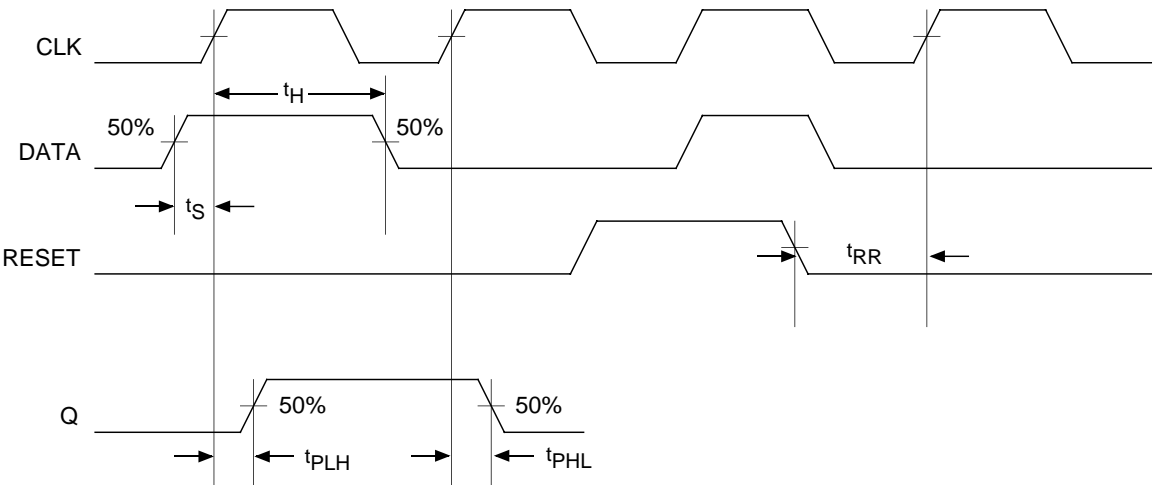 CLK
tH
50% 50%
DATA
tS
RESET
tRR
50% 50%
Q
tPLH tPHL